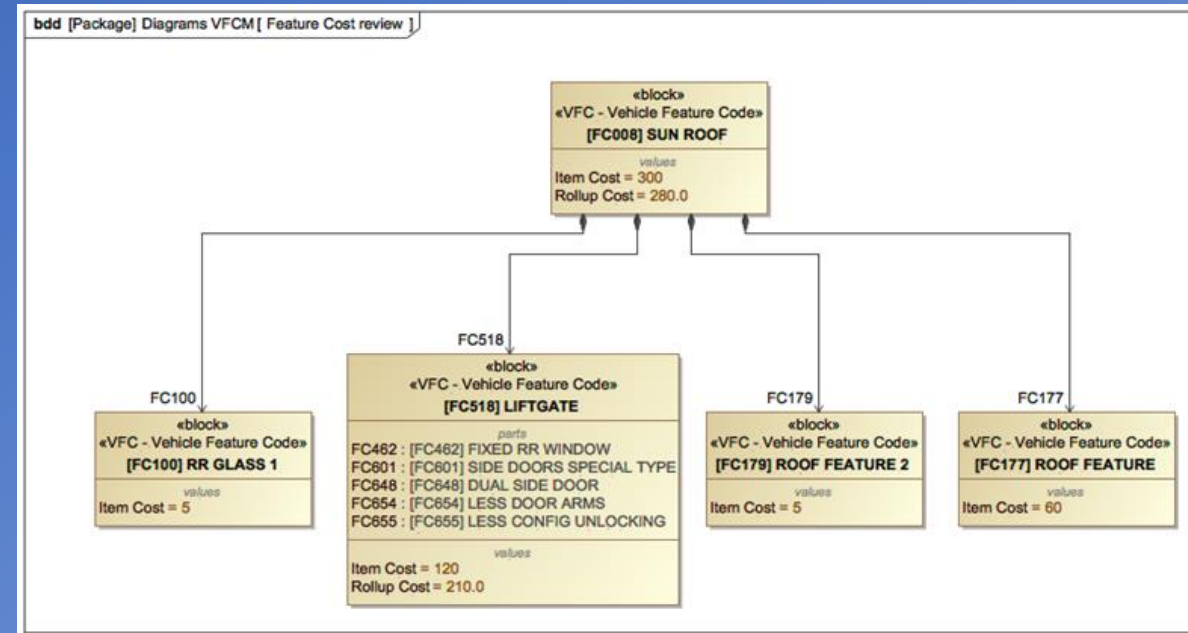 bdd [Package] Diagrams VFCM [ Feature Cost review ]
«block»
«VFC - Vehicle Feature Code»
[FC008] SUN ROOF
values
Item Cost = 300
Rollup Cost = 280.0
FC100
«block»
«VFC - Vehicle Feature Code»
[FC100] RR GLASS 1
values
Item Cost = 5
FC518
«block»
«VFC - Vehicle Feature Code»
[FC518] LIFTGATE
parts
FC462 : [FC462] FIXED RR WINDOW
FC601 : [FC601] SIDE DOORS SPECIAL TYPE
FC648 : [FC648] DUAL SIDE DOOR
FC654 : [FC654] LESS DOOR ARMS
FC655 : [FC655] LESS CONFIG UNLOCKING
values
Item Cost = 120
Rollup Cost = 210.0
FC179
«block»
«VFC - Vehicle Feature Code»
[FC179] ROOF FEATURE 2
values
Item Cost = 5
FC177
«block»
«VFC - Vehicle Feature Code»
[FC177] ROOF FEATURE
values
Item Cost = 60